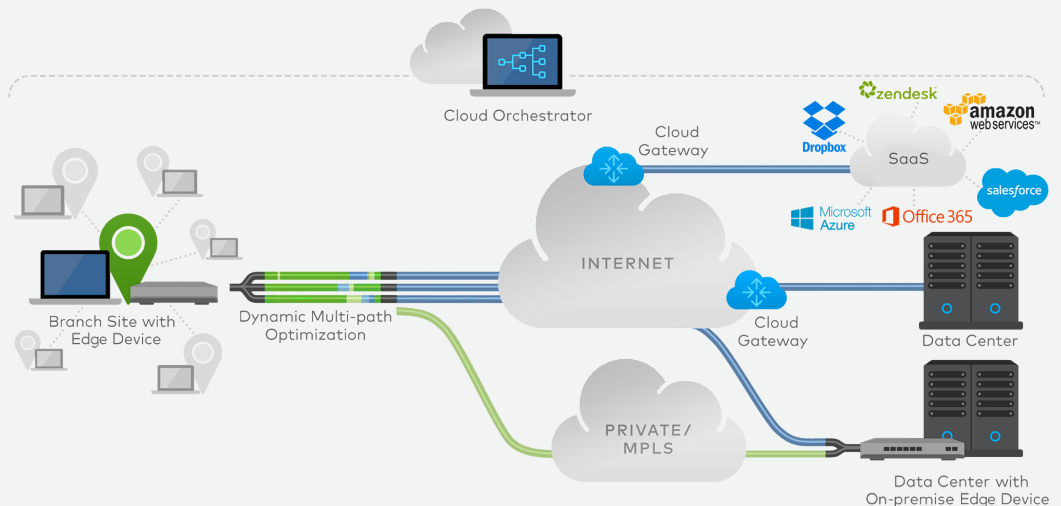 Cloud Orchestrator
zendesk
amazon
web services™
Dropbox
SaaS
Cloud
Gateway
salesforce
Microsoft
Azure
Office 365
INTERNET
Branch Site with
Edge Device
Dynamic Multi-path
Optimization
Cloud
Gateway
Data Center
PRIVATE/
MPLS
Data Center with
On-premise Edge Device